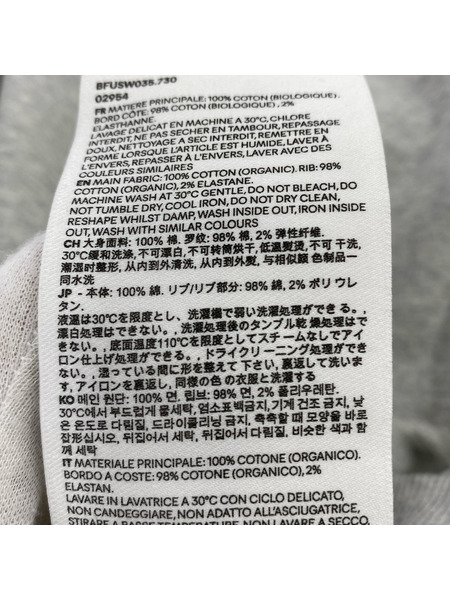 BFUSW035.730
02954
FR MATIERE PRINCIPALE: 100% COTON (BIOLOGIQUE).
BORD CÔTE: 98% COTON (BIOLOGIQUE), 2%
ELASTHANNE.
LAVAGE DELICAT EN MACHINE A 30°C, CHLORE
INTERDIT, NE PAS SECHER EN TAMBOUR, REPASSAGE
DOUX, NETTOYAGE A SEC INTERDIT, REMETTRE EN
FORME LORSQUE L'ARTICLE EST HUMIDE, LAVER A
L'ENVERS, REPASSER A L'ENVERS, LAVER AVEC DES
COULEURS SIMILAIRES
EN MAIN FABRIC: 100% COTTON (ORGANIC). RIB: 98%
COTTON (ORGANIC), 2% ELASTANE.
MACHINE WASH AT 30°C GENTLE, DO NOT BLEACH, DO
NOT TUMBLE DRY, COOL IRON, DO NOT DRY CLEAN,
RESHAPE WHILST DAMP, WASH INSIDE OUT, IRON INSIDE
OUT, WASH WITH SIMILAR COLOURS
CH 大身面料: 100% 棉. 罗纹: 98% 棉, 2% 弹性纤维.
30°C缓和洗涤, 不可漂白, 不可转筒烘干, 低温熨烫, 不可 干洗,
潮湿时整形, 从内到外清洗, 从内到外熨, 与相似颜 色制品一
同水洗
JP - 本体: 100% 綿. リブ/リブ部分: 98% 綿, 2% ポリ ウレ
タン.
液温は30℃を限度とし、洗濯機で弱い洗濯処理ができる。,
漂白処理はできない。, 洗濯処理後のタンブル乾 燥処理はで
きない。, 底面温度110℃を限度としてスチームなしでアイ
ロン仕上げ処理ができる。, ドライクリーニング処理ができ
ない。, 湿っている間に形を整えて下さい, 裏返して洗いま
す, アイロンを裏返し, 同様の色 の衣服と洗濯する
KO 메인 원단: 100% 면. 립단: 98% 면, 2% 폴리우레탄.
30°C에서 부드럽게 물세탁, 염소표백금지, 기계 건조 금지, 낮
은 온도로 다림질, 드라이클리닝 금지, 축축할 때 모양을 바로
잡형십시오, 뒤집어서 세탁, 뒤집어서 다림질, 비슷한 색과 함
께 세탁
IT MATERIALE PRINCIPALE: 100% COTONE (ORGANICO).
BORDO A COSTE: 98% COTONE (ORGANICO), 2%
ELASTAN.
LAVARE IN LAVATRICE A 30°C CON CICLO DELICATO,
NON CANDEGGIARE, NON ADATTO ALL'ASCIUGATRICE,
STIRARE A BASSE TEMPERATURE, NON LAVARE A SECCO,